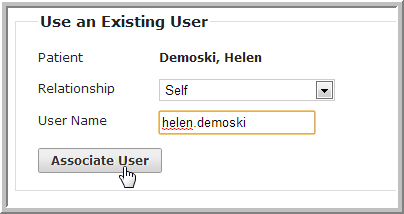 Use an Existing User
Patient Demoski, Helen
Relationship Self
User Name helen.demoski
Associate User